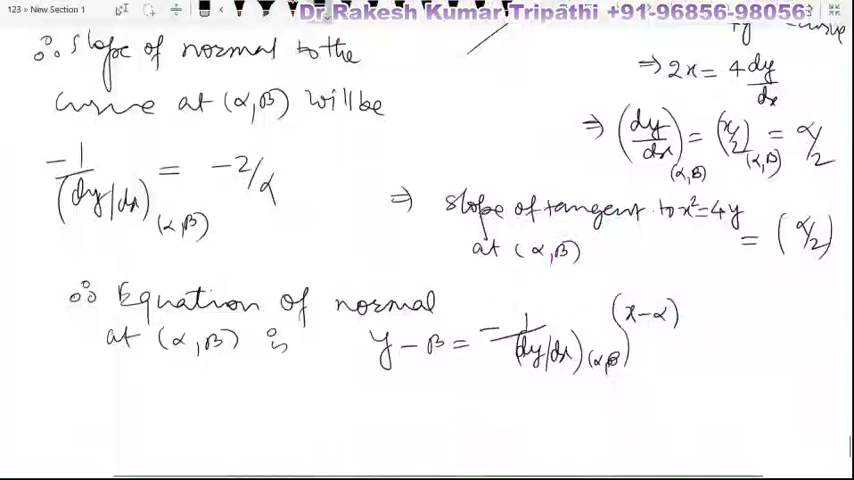 123 » New Section 1
Dr.Rakesh Kumar Tripathi +91-96856-98056
∴ Slope of normal to the
curve at (α,β) will be
-1/(dy/dx)(α,β) = -2/α
⇒ 2x = 4 dy/dx
⇒ (dy/dx)(α,β) = (x/2)(α,β) = α/2
⇒ slope of tangent to x²=4y
at (α,β) = (α/2)
∴ Equation of normal
at (α,β) is y-β = -1/(dy/dx)(α,β) (x-α)